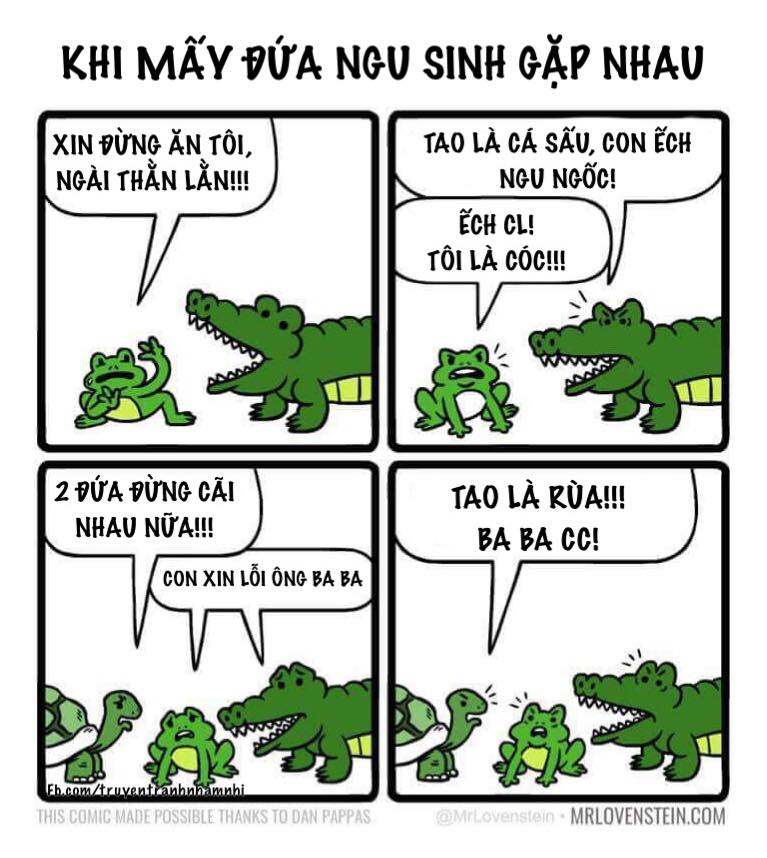 KHI MẤY ĐỨA NGU SINH GẶP NHAU
XIN ĐỪNG ĂN TÔI,
NGÀI THẰN LẰN!!!
TAO LÀ CÁ SẤU, CON ẾCH
NGU NGỐC!
ẾCH CL!
TÔI LÀ CÓC!!!
2 ĐỨA ĐỪNG CÃI
NHAU NỮA!!!
CON XIN LỖI ÔNG BA BA
TAO LÀ RÙA!!!
BA BA CC!
Fb.com/truyentranhnhamnhi
THIS COMIC MADE POSSIBLE THANKS TO DAN PAPPAS
@MrLovenstein • MRLOVENSTEIN.COM